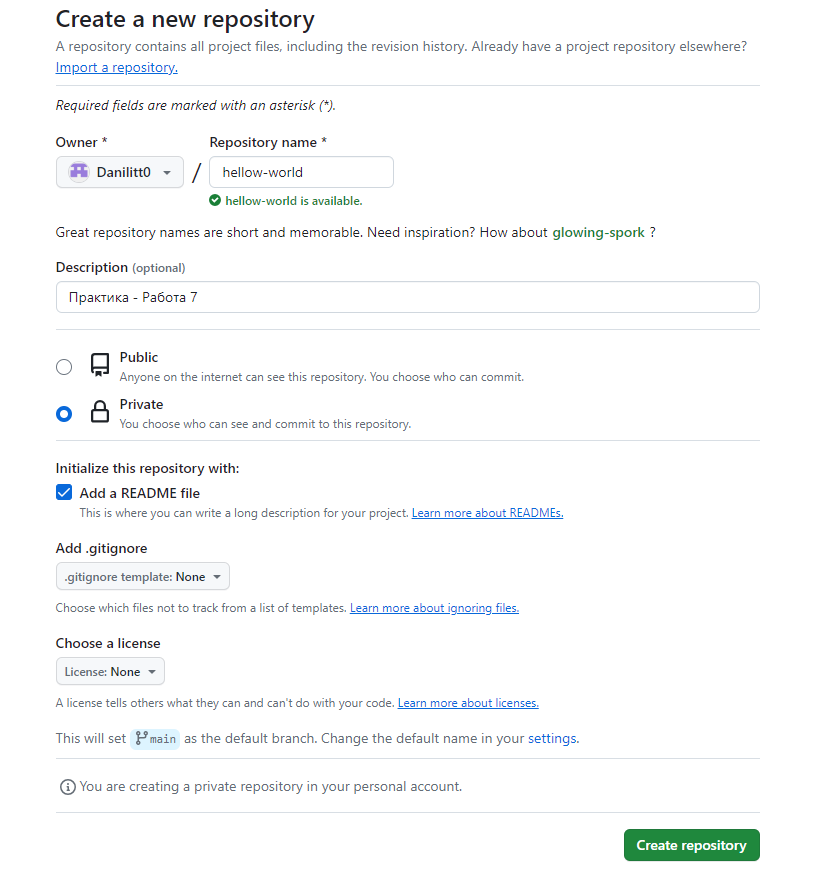 Create a new repository
A repository contains all project files, including the revision history. Already have a project repository elsewhere?
Import a repository.
Required fields are marked with an asterisk (*).
Owner * Repository name *
Danilitt0 / hellow-world
hellow-world is available.
Great repository names are short and memorable. Need inspiration? How about glowing-spork ?
Description (optional)
Практика - Работа 7
Public
Anyone on the internet can see this repository. You choose who can commit.
Private
You choose who can see and commit to this repository.
Initialize this repository with:
Add a README file
This is where you can write a long description for your project. Learn more about READMEs.
Add .gitignore
.gitignore template: None
Choose which files not to track from a list of templates. Learn more about ignoring files.
Choose a license
License: None
A license tells others what they can and can't do with your code. Learn more about licenses.
This will set main as the default branch. Change the default name in your settings.
You are creating a private repository in your personal account.
Create repository